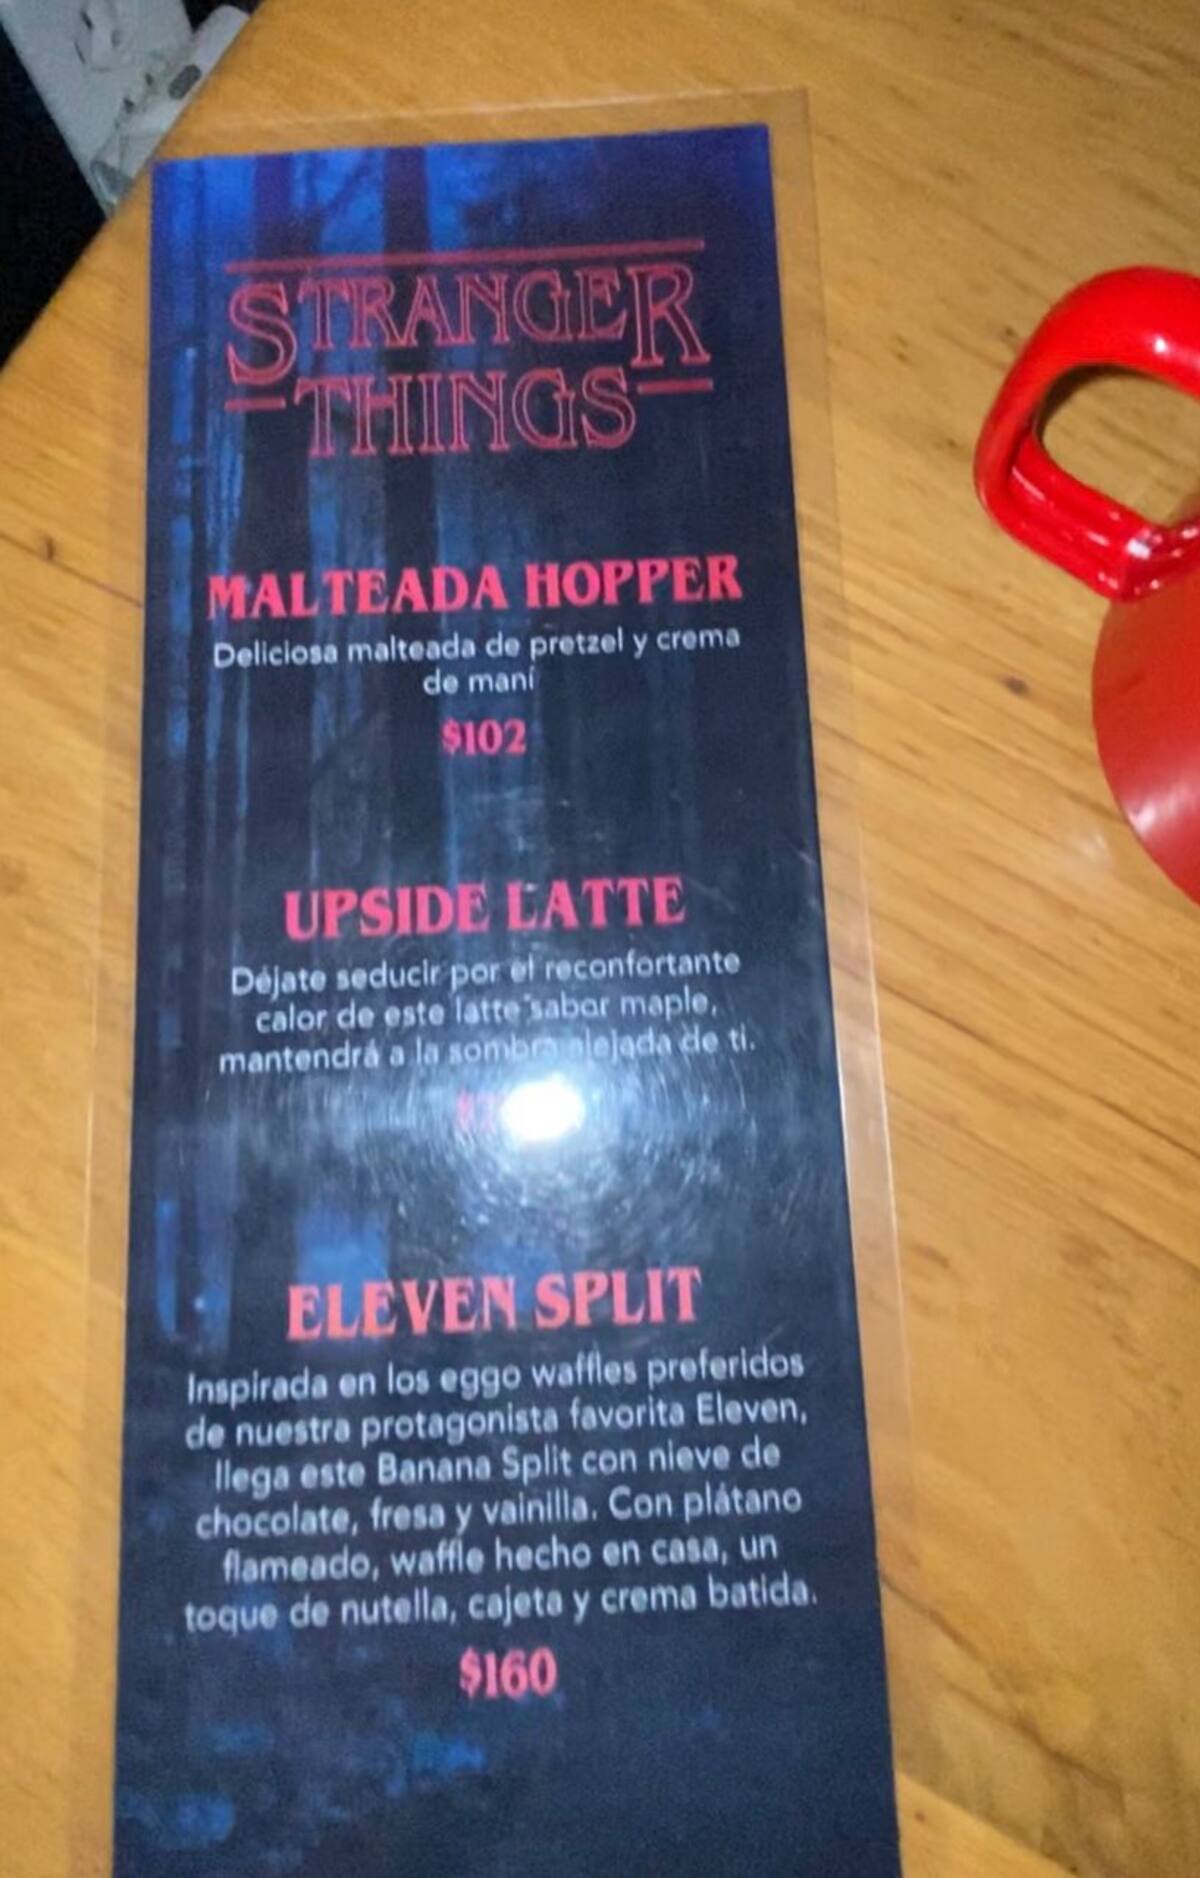 STRANGER
THINGS
MALTEADA HOPPER
Deliciosa malteada de pretzel y crema
de maní
$102
UPSIDE LATTE
Déjate seducir por el reconfortante
calor de este latte sabor maple,
mantendrá a la sombra alejada de ti.
ELEVEN SPLIT
Inspirada en los eggo waffles preferidos
de nuestra protagonista favorita Eleven,
llega este Banana Split con nieve de
chocolate, fresa y vainilla. Con plátano
flameado, waffle hecho en casa, un
toque de nutella, cajeta y crema batida.
$160